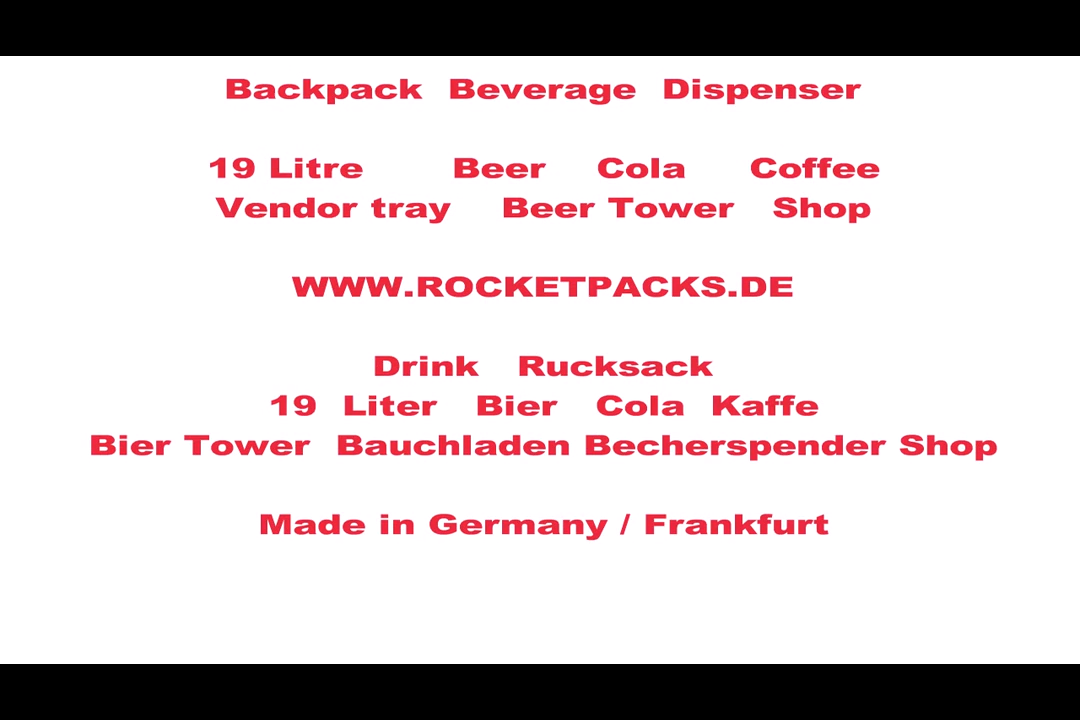 Backpack Beverage Dispenser
19 Litre Beer Cola Coffee
Vendor tray Beer Tower Shop
WWW.ROCKETPACKS.DE
Drink Rucksack
19 Liter Bier Cola Kaffe
Bier Tower Bauchladen Becherspender Shop
Made in Germany / Frankfurt